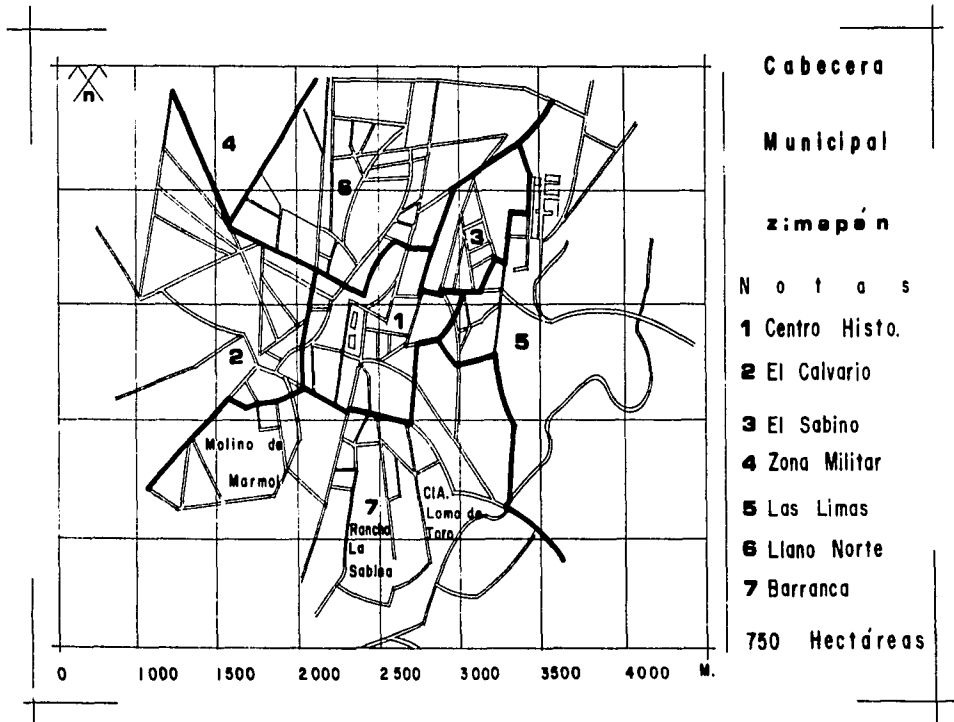 n
4
6
3
1
5
2
Molino de
Marmol
7
Rancho
La
Sabina
CIA.
Loma de
Toro
0 1000 1500 2000 2500 3000 3500 4000 M.
Cabecera
Municipal
zimapán
Notas
1 Centro Histo.
2 El Calvario
3 El Sabino
4 Zona Militar
5 Las Limas
6 Llano Norte
7 Barranca
750 Hectáreas